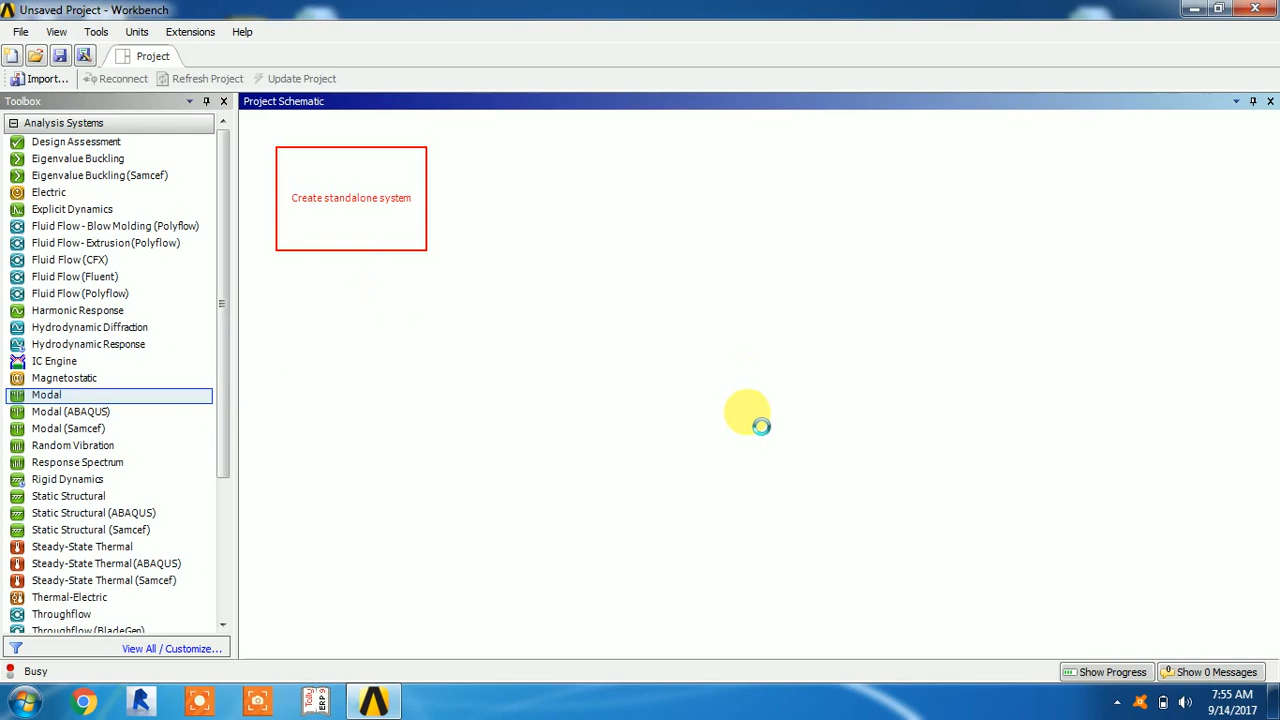 Unsaved Project - Workbench
File View Tools Units Extensions Help
Project
Import... Reconnect Refresh Project Update Project
Toolbox
Project Schematic
Analysis Systems
Design Assessment
Eigenvalue Buckling
Eigenvalue Buckling (Samcef)
Electric
Explicit Dynamics
Fluid Flow - Blow Molding (Polyflow)
Fluid Flow - Extrusion (Polyflow)
Fluid Flow (CFX)
Fluid Flow (Fluent)
Fluid Flow (Polyflow)
Harmonic Response
Hydrodynamic Diffraction
Hydrodynamic Response
IC Engine
Magnetostatic
Modal
Modal (ABAQUS)
Modal (Samcef)
Random Vibration
Response Spectrum
Rigid Dynamics
Static Structural
Static Structural (ABAQUS)
Static Structural (Samcef)
Steady-State Thermal
Steady-State Thermal (ABAQUS)
Steady-State Thermal (Samcef)
Thermal-Electric
Throughflow
Throughflow (BladeGen)
View All / Customize...
Create standalone system
Busy
Show Progress
Show 0 Messages
Tally
ERP 9
7:55 AM
9/14/2017